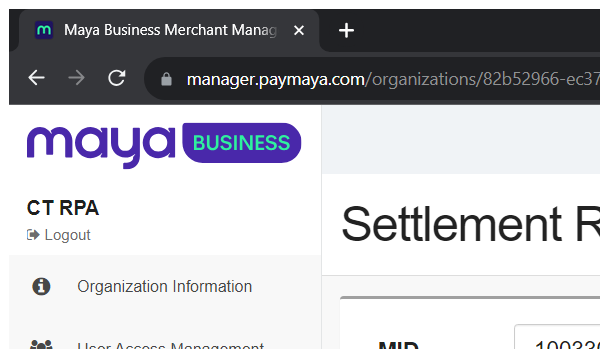 Maya Business Merchant Manag
manager.paymaya.com/organizations/82b52966-ec37
maya BUSINESS
CT RPA
Logout
Settlement R
Organization Information
User Access Management
MID